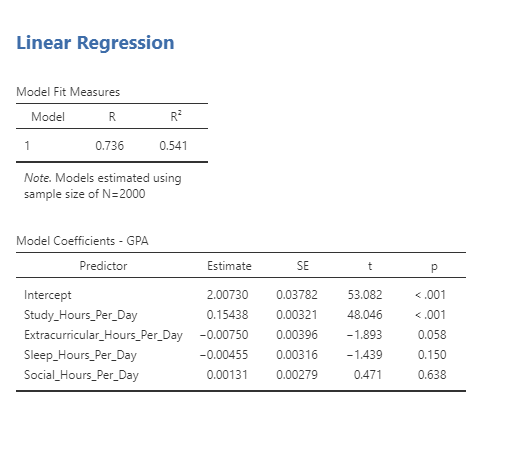 Linear Regression
Model Fit Measures
Model R R²
1 0.736 0.541
Note. Models estimated using
sample size of N=2000
Model Coefficients - GPA
Predictor Estimate SE t p
Intercept 2.00730 0.03782 53.082 < .001
Study_Hours_Per_Day 0.15438 0.00321 48.046 < .001
Extracurricular_Hours_Per_Day −0.00750 0.00396 −1.893 0.058
Sleep_Hours_Per_Day −0.00455 0.00316 −1.439 0.150
Social_Hours_Per_Day 0.00131 0.00279 0.471 0.638